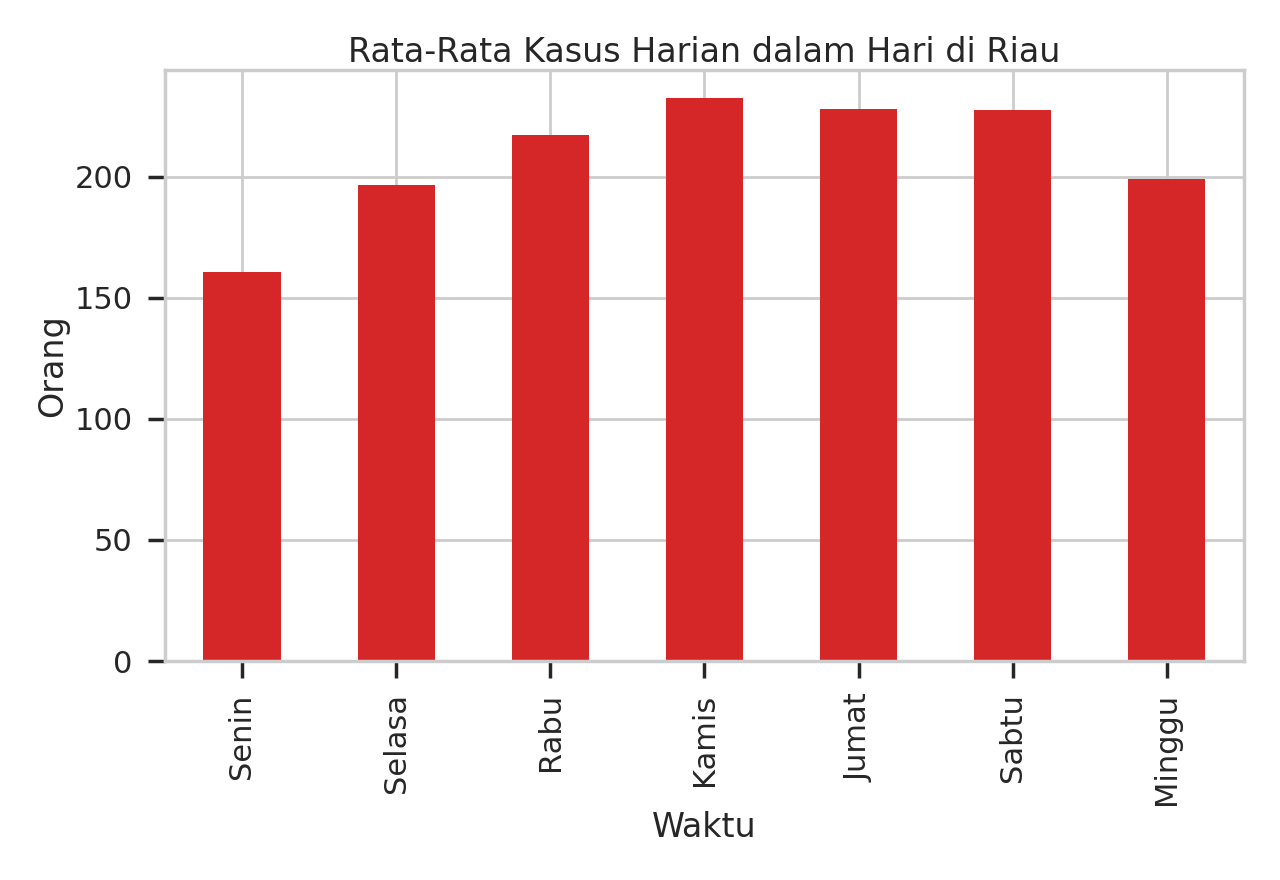 Rata-Rata Kasus Harian dalam Hari di Riau
Orang
200
150
100
50
0
Senin
Selasa
Rabu
Kamis
Jumat
Sabtu
Minggu
Waktu